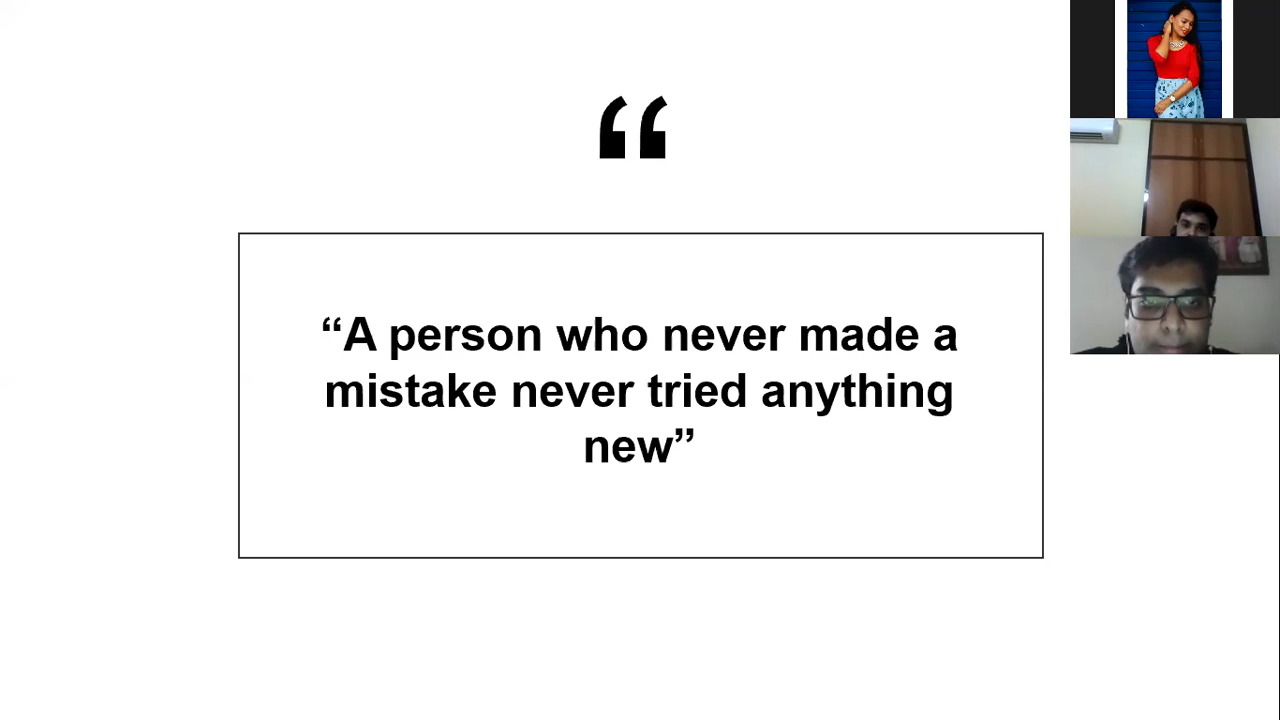 “
“A person who never made a
mistake never tried anything
new”